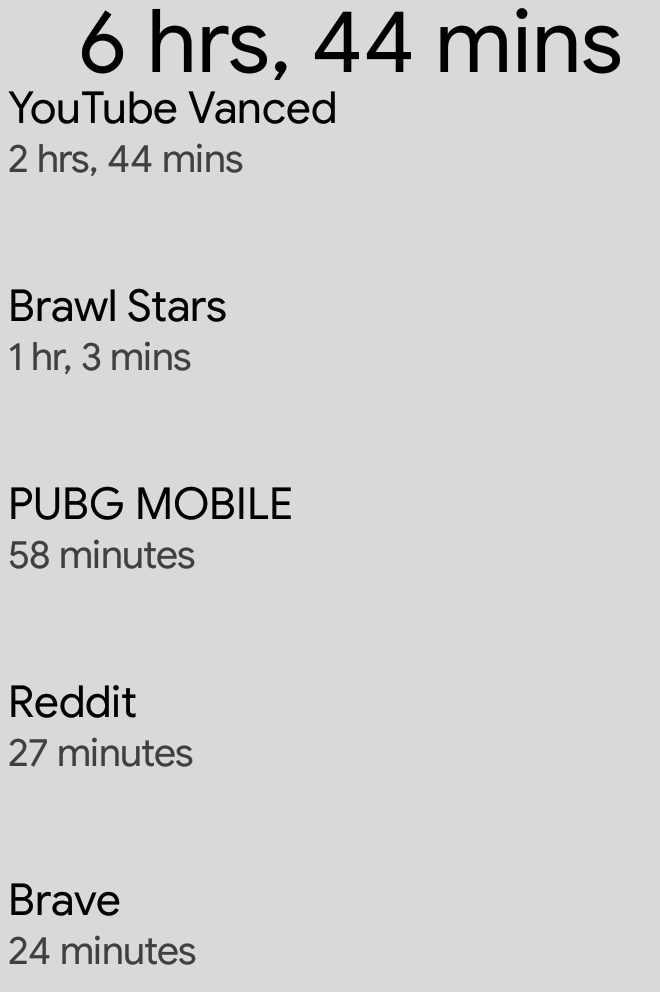 6 hrs, 44 mins
YouTube Vanced
2 hrs, 44 mins
Brawl Stars
1 hr, 3 mins
PUBG MOBILE
58 minutes
Reddit
27 minutes
Brave
24 minutes